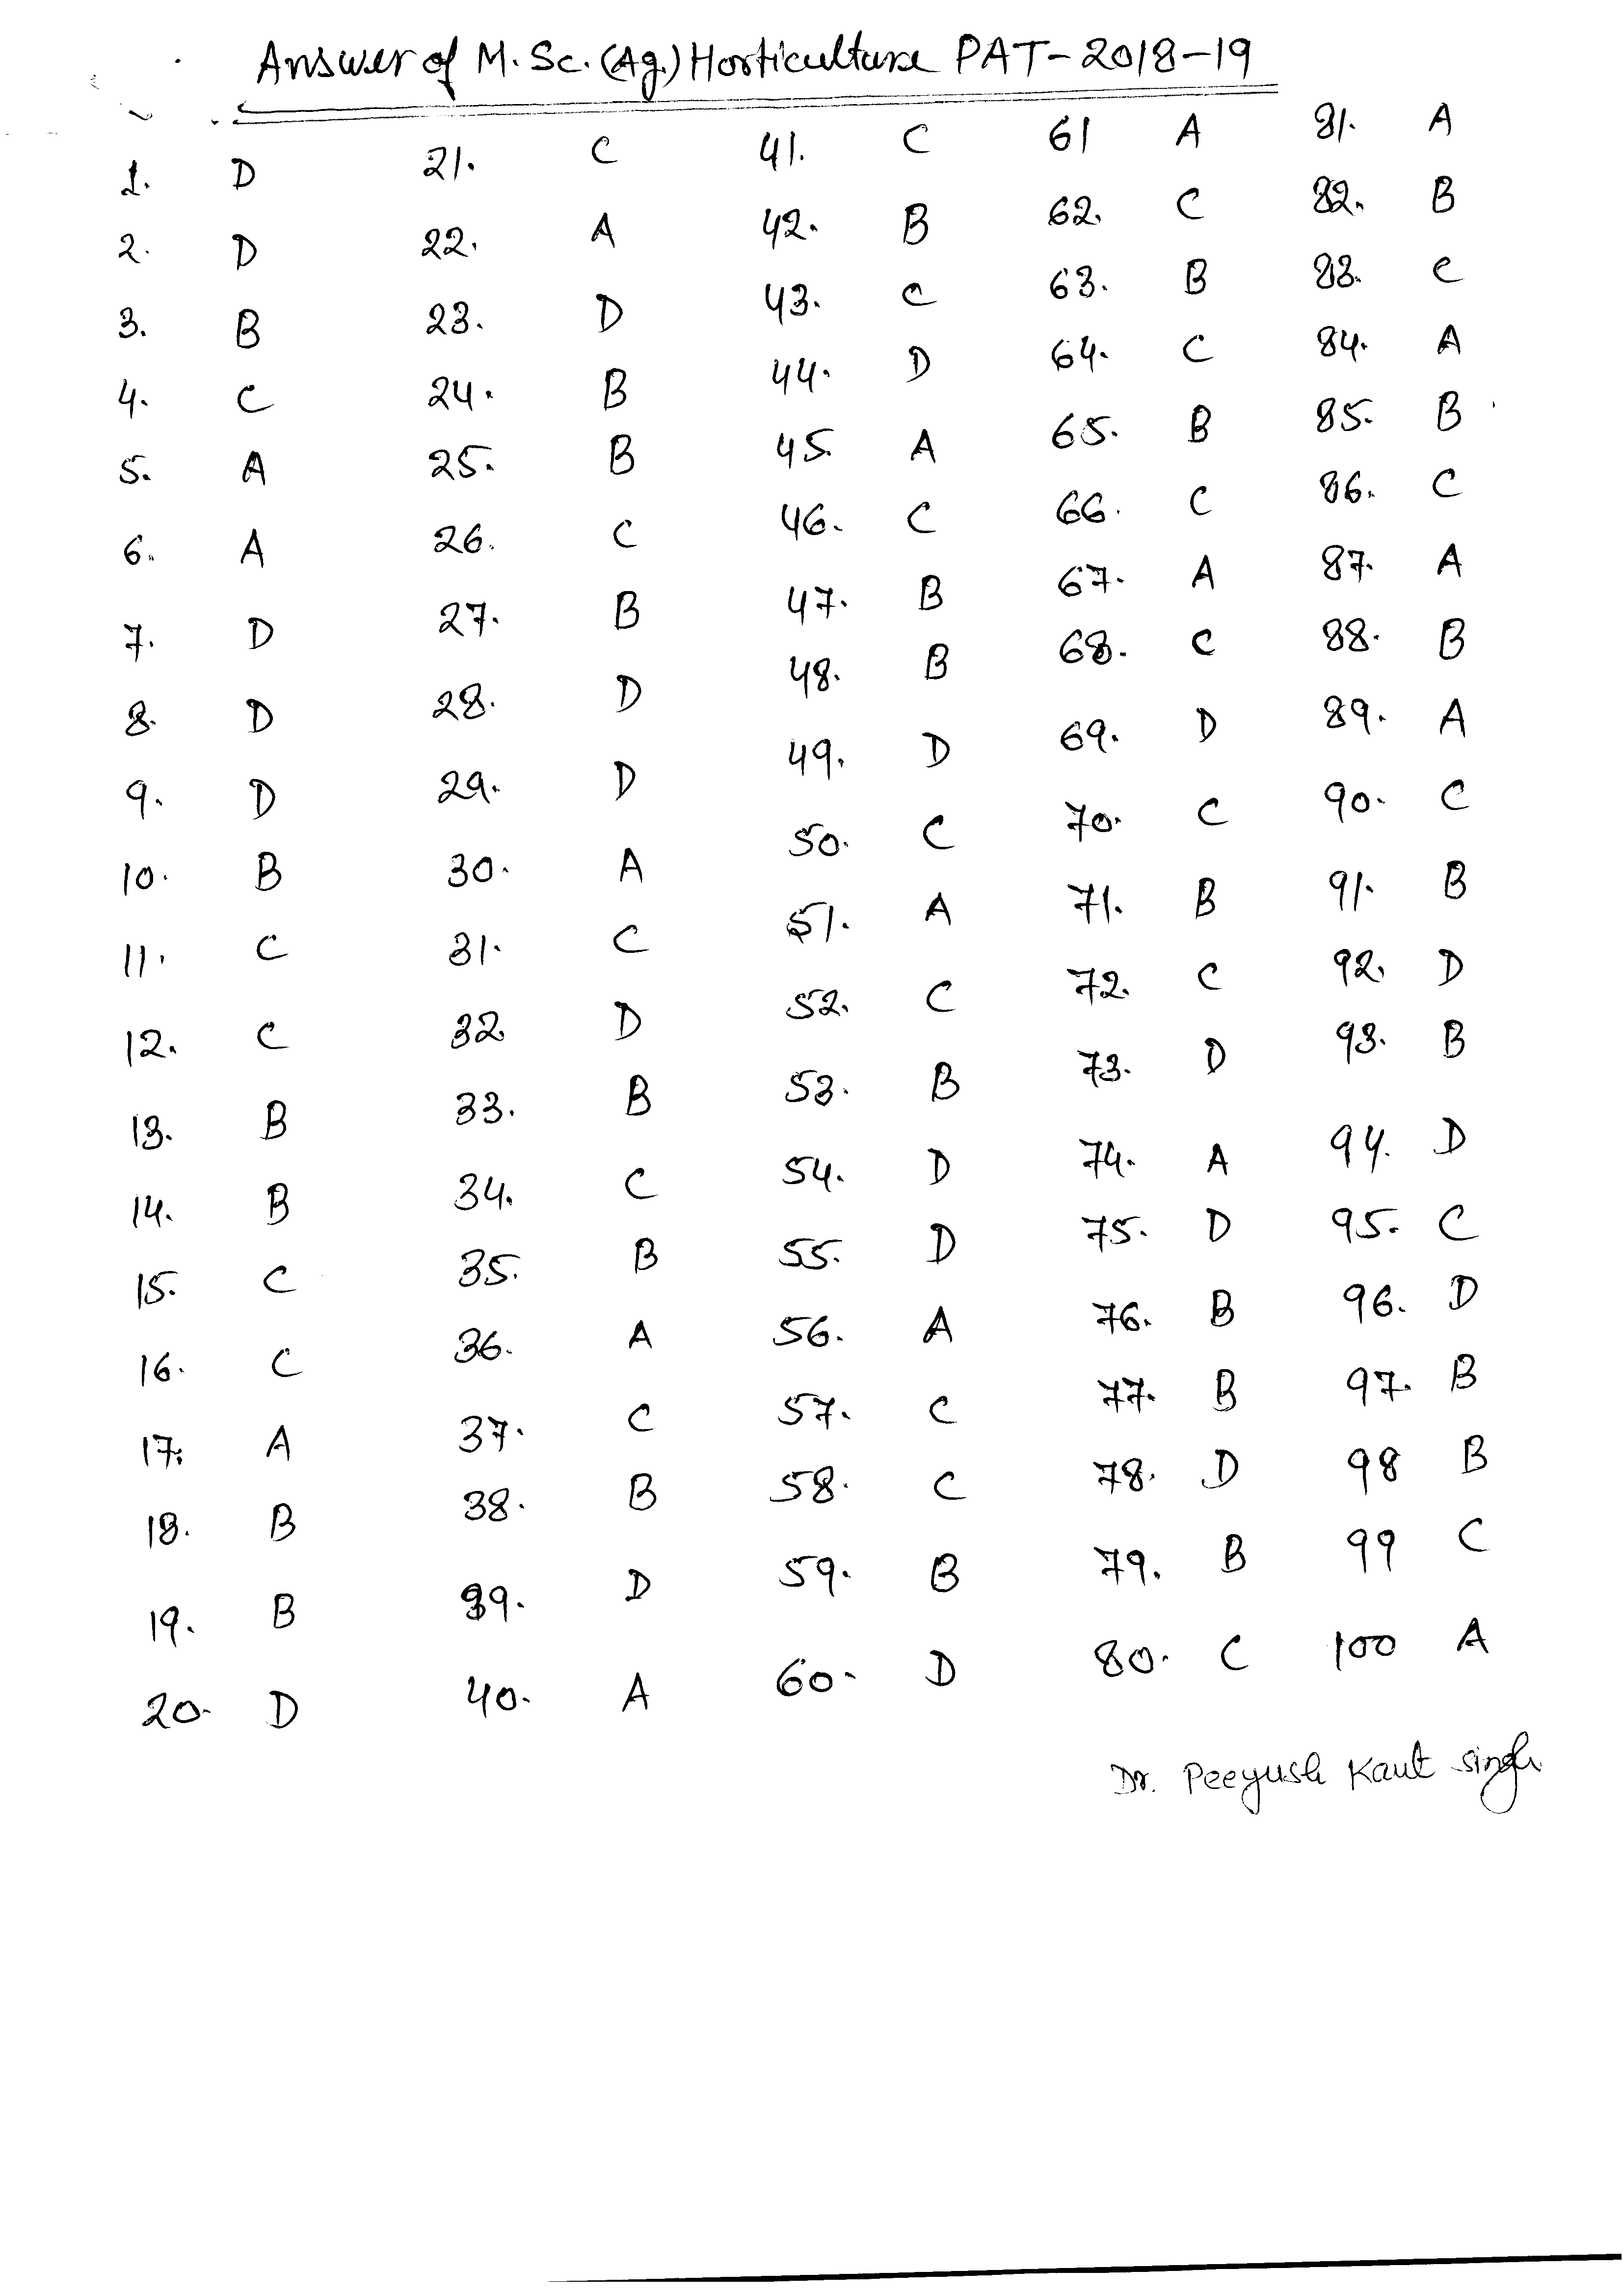 Answer of M.Sc.(Ag.) Horticulture PAT-2018-19
1. D 21. C 41. C 61 A 81. A
2. D 22. A 42. B 62. C 82. B
3. B 23. D 43. C 63. B 83. C
4. C 24. B 44. D 64. C 84. A
5. A 25. B 45. A 65. B 85. B
6. A 26. C 46. C 66. C 86. C
7. D 27. B 47. B 67. A 87. A
8. D 28. D 48. B 68. C 88. B
9. D 29. D 49. D 69. D 89. A
10. B 30. A 50. C 70. C 90. C
11. C 31. C 51. A 71. B 91. B
12. C 32. D 52. C 72. C 92. D
13. B 33. B 53. B 73. D 93. B
14. B 34. C 54. D 74. A 94. D
15. C 35. B 55. D 75. D 95. C
16. C 36. A 56. A 76. B 96. D
17. A 37. C 57. C 77. B 97. B
18. B 38. B 58. C 78. D 98 B
19. B 39. D 59. B 79. B 99 C
20. D 40. A 60. D 80. C 100 A
Dr. Peeyush Kant Singh